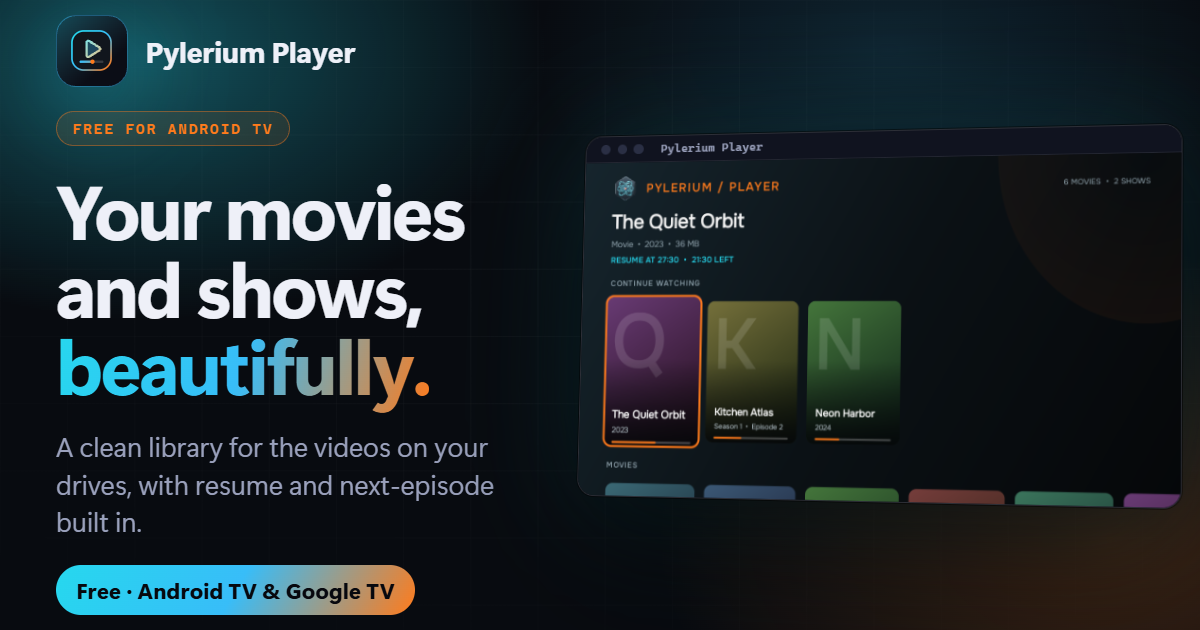 Pylerium Player
FREE FOR ANDROID TV
Your movies
and shows,
beautifully.
A clean library for the videos on your
drives, with resume and next-episode
built in.
Free · Android TV & Google TV
Pylerium Player
PYLERIUM / PLAYER
6 MOVIES • 2 SHOWS
The Quiet Orbit
Movie • 2023 • 36 MB
RESUME AT 27:30 • 21:30 LEFT
CONTINUE WATCHING
Q
The Quiet Orbit
2023
K
Kitchen Atlas
Season 1 • Episode 2
N
Neon Harbor
2024
MOVIES